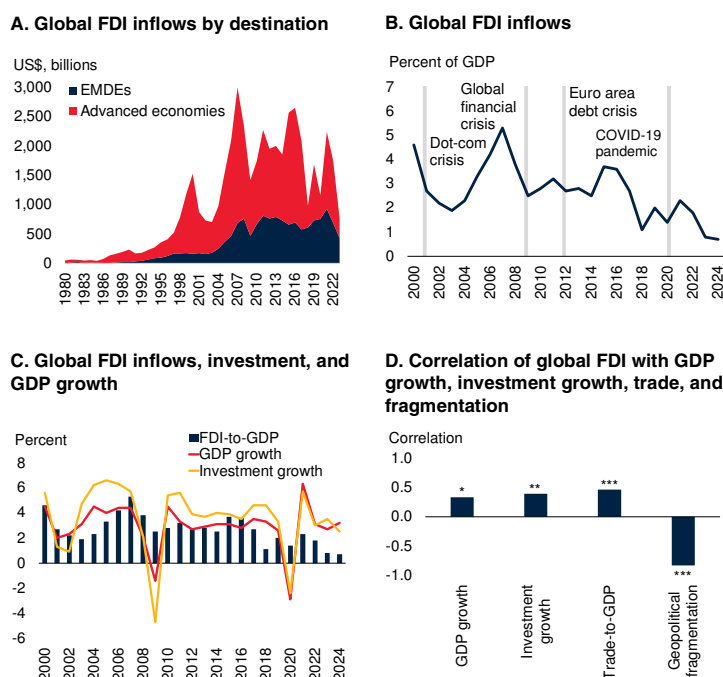 A. Global FDI inflows by destination
US$, billions
EMDEs
Advanced economies
3,000
2,500
2,000
1,500
1,000
500
0
1980
1983
1986
1989
1992
1995
1998
2001
2004
2007
2010
2013
2016
2019
2022
B. Global FDI inflows
Percent of GDP
7
6
5
4
3
2
1
0
Dot-com
crisis
Global
financial
crisis
Euro area
debt crisis
COVID-19
pandemic
2000
2002
2004
2006
2008
2010
2012
2014
2016
2018
2020
2022
2024
C. Global FDI inflows, investment, and
GDP growth
Percent
FDI-to-GDP
GDP growth
Investment growth
8
6
4
2
0
-2
-4
-6
2000
2002
2004
2006
2008
2010
2012
2014
2016
2018
2020
2022
2024
D. Correlation of global FDI with GDP
growth, investment growth, trade, and
fragmentation
Correlation
1.0
0.5
0.0
-0.5
-1.0
*
**
***
***
GDP growth
Investment
growth
Trade-to-GDP
Geopolitical
fragmentation